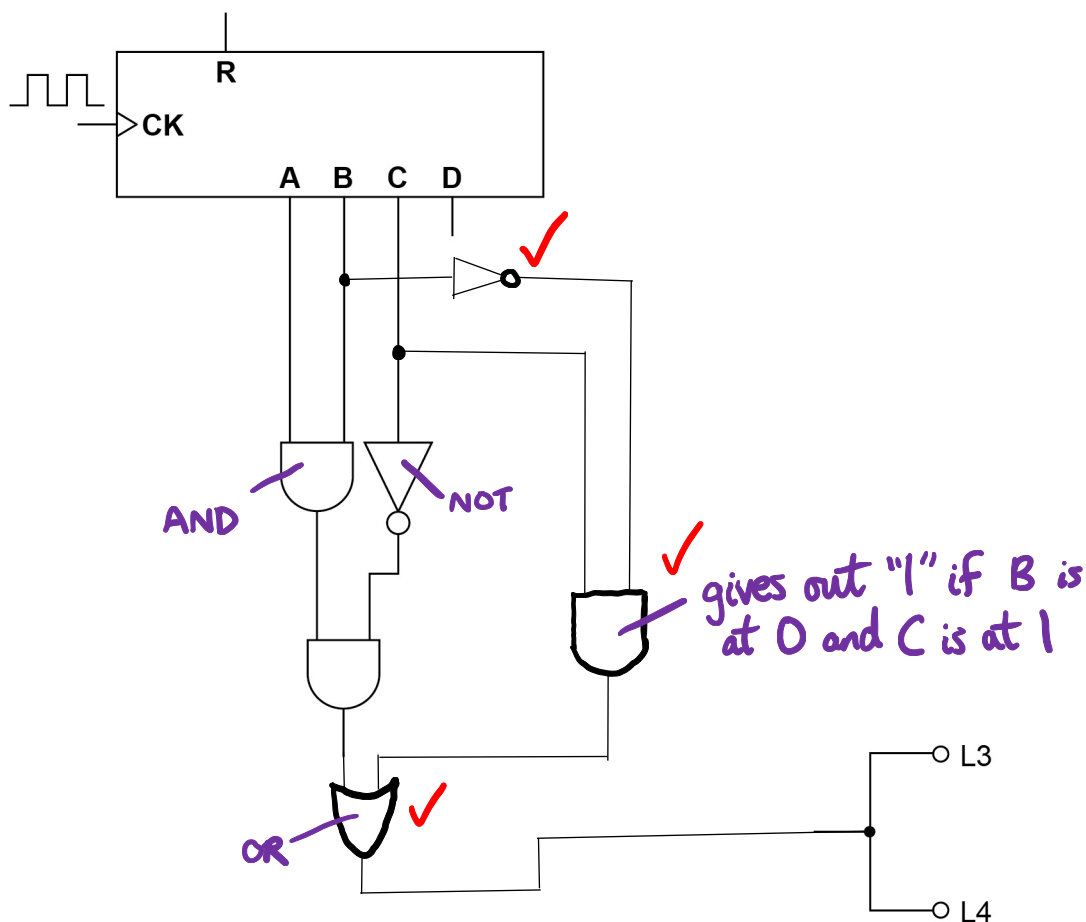 R
CK
A B C D
AND
NOT
gives out "1" if B is
at 0 and C is at 1
OR
L3
L4